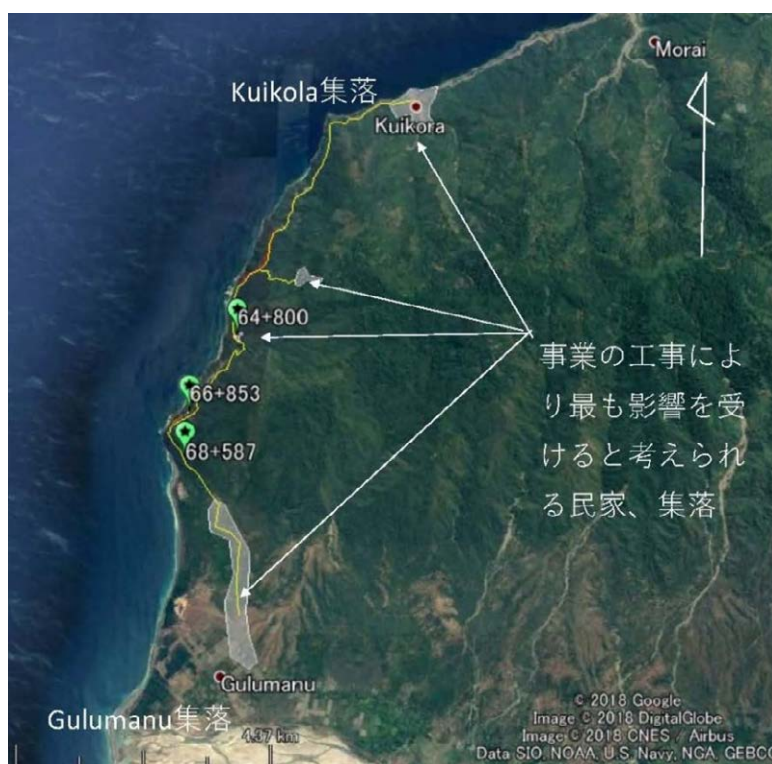 Morai
Kuikola集落
Kuikora
64+800
事業の工事によ
り最も影響を受
けると考えられ
る民家、集落
66+853
68+587
Gulumanu
Gulumanu集落
4.37 km
© 2018 Google
Image © 2018 DigitalGlobe
Image © 2018 CNES / Airbus
Data SIO, NOAA, U.S. Navy, NGA, GEBCO